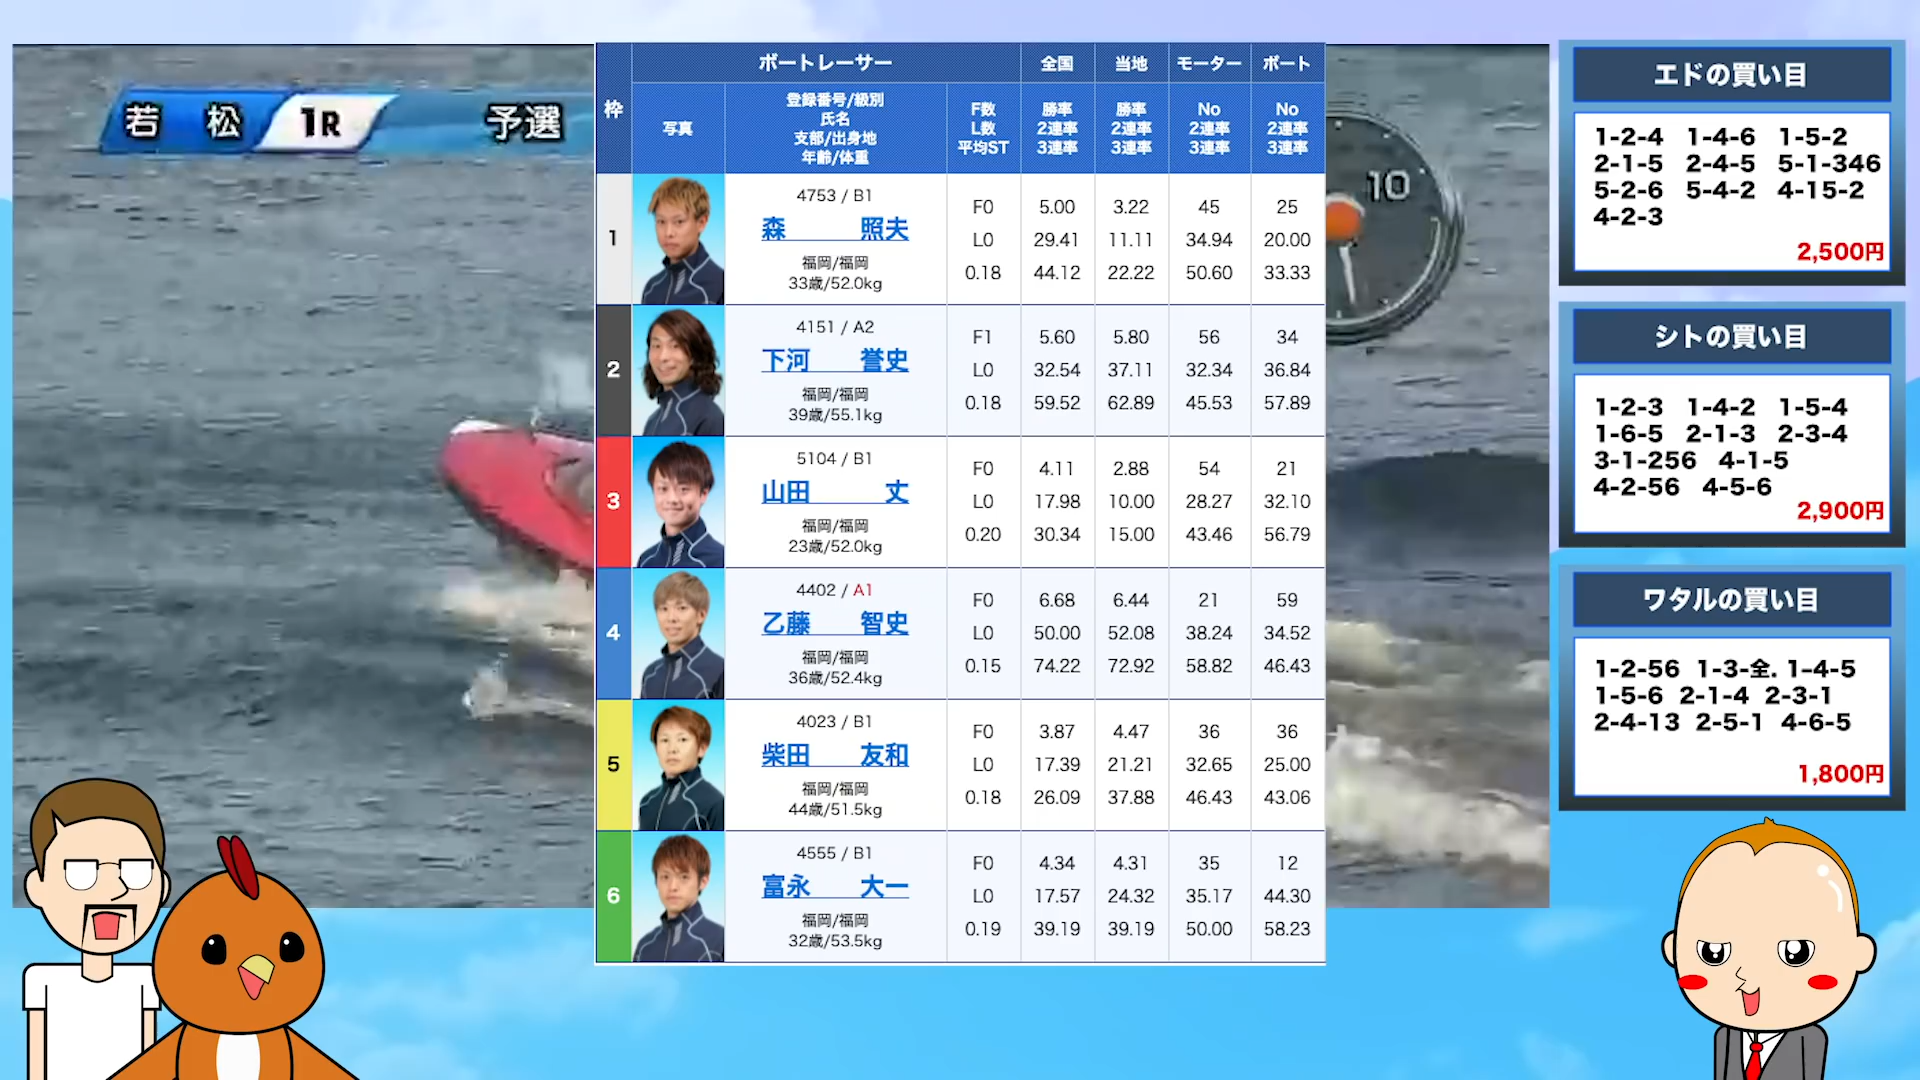 若 松 1R 予選
10
枠 ボートレーサー 全国 当地 モーター ボート
写真
登録番号/級別
氏名
支部/出身地
年齢/体重
F数
L数
平均ST
勝率
2連率
3連率
勝率
2連率
3連率
No
2連率
3連率
No
2連率
3連率
1
4753 / B1
森 照夫
福岡/福岡
33歳/52.0kg
F0 5.00 3.22 45 25
L0 29.41 11.11 34.94 20.00
0.18 44.12 22.22 50.60 33.33
2
4151 / A2
下河 誉史
福岡/福岡
39歳/55.1kg
F1 5.60 5.80 56 34
L0 32.54 37.11 32.34 36.84
0.18 59.52 62.89 45.53 57.89
3
5104 / B1
山田 丈
福岡/福岡
23歳/52.0kg
F0 4.11 2.88 54 21
L0 17.98 10.00 28.27 32.10
0.20 30.34 15.00 43.46 56.79
4
4402 / A1
乙藤 智史
福岡/福岡
36歳/52.4kg
F0 6.68 6.44 21 59
L0 50.00 52.08 38.24 34.52
0.15 74.22 72.92 58.82 46.43
5
4023 / B1
柴田 友和
福岡/福岡
44歳/51.5kg
F0 3.87 4.47 36 36
L0 17.39 21.21 32.65 25.00
0.18 26.09 37.88 46.43 43.06
6
4555 / B1
富永 大一
福岡/福岡
32歳/53.5kg
F0 4.34 4.31 35 12
L0 17.57 24.32 35.17 44.30
0.19 39.19 39.19 50.00 58.23
エドの買い目
1-2-4 1-4-6 1-5-2
2-1-5 2-4-5 5-1-346
5-2-6 5-4-2 4-15-2
4-2-3
2,500円
シトの買い目
1-2-3 1-4-2 1-5-4
1-6-5 2-1-3 2-3-4
3-1-256 4-1-5
4-2-56 4-5-6
2,900円
ワタルの買い目
1-2-56 1-3-全. 1-4-5
1-5-6 2-1-4 2-3-1
2-4-13 2-5-1 4-6-5
1,800円